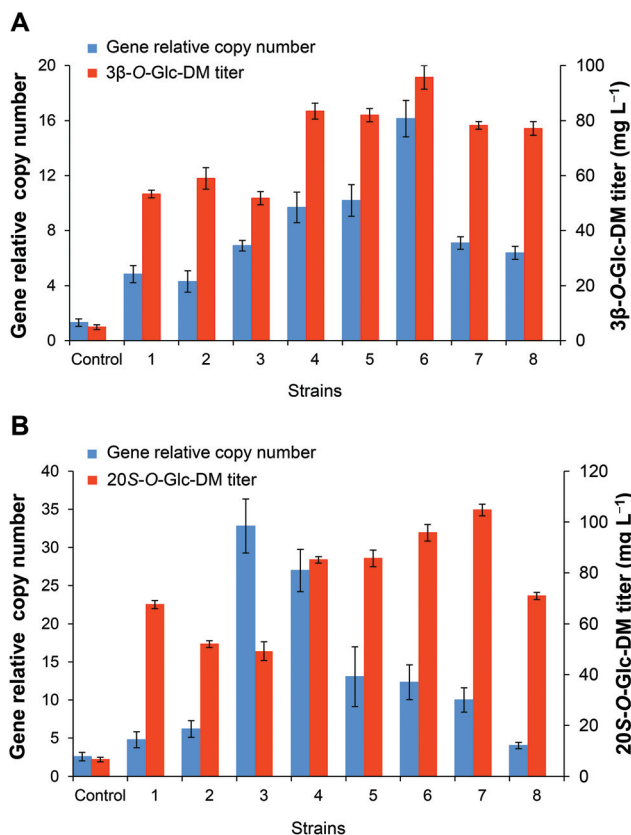 A
Gene relative copy number
3β-O-Glc-DM titer
Gene relative copy number
20
16
12
8
4
0
100
80
60
40
20
0
3β-O-Glc-DM titer (mg L⁻¹)
Control 1 2 3 4 5 6 7 8
Strains
B
Gene relative copy number
20S-O-Glc-DM titer
Gene relative copy number
40
35
30
25
20
15
10
5
0
120
100
80
60
40
20
0
20S-O-Glc-DM titer (mg L⁻¹)
Control 1 2 3 4 5 6 7 8
Strains